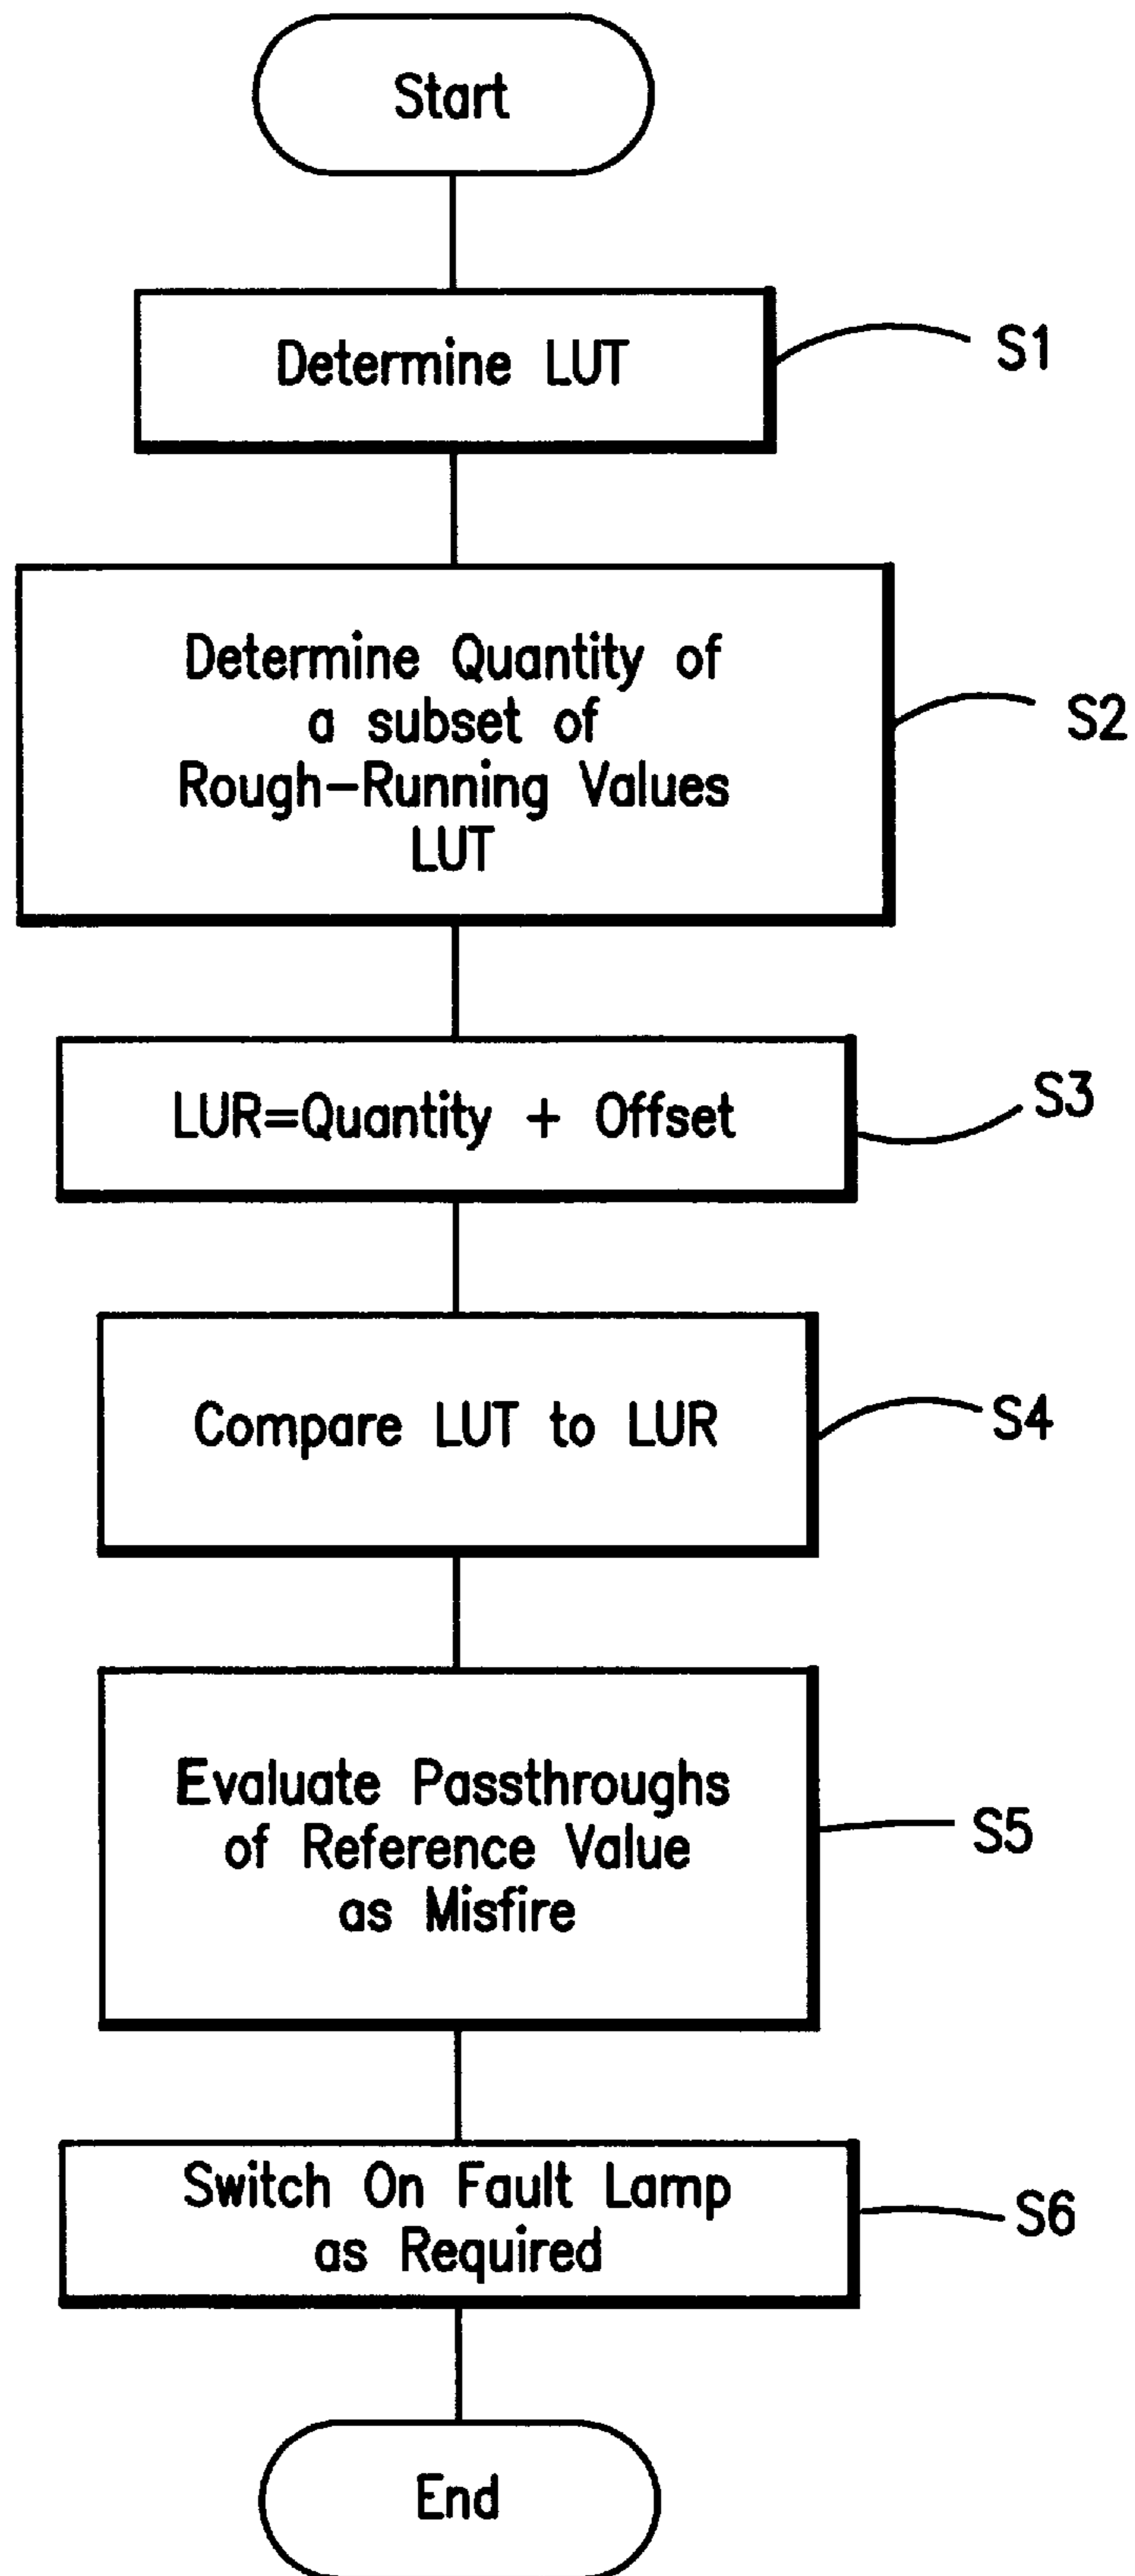 Start
Determine LUT
S1
Determine Quantity of
a subset of
Rough-Running Values
LUT
S2
LUR=Quantity + Offset
S3
Compare LUT to LUR
S4
Evaluate Passthroughs
of Reference Value
as Misfire
S5
Switch On Fault Lamp
as Required
S6
End